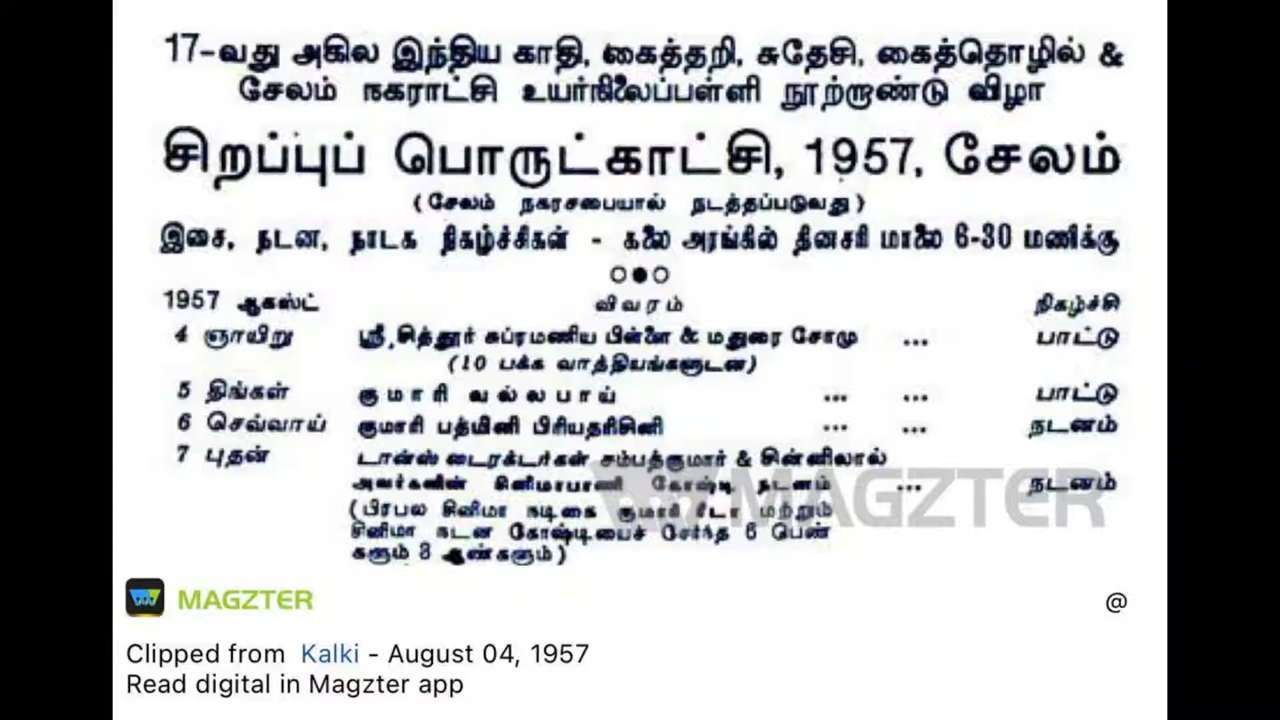 17-வது அகில இந்திய காதி, கைத்தறி, சுதேசி, கைத்தொழில் &
சேலம் நகராட்சி உயர்நிலைப்பள்ளி நூற்றாண்டு விழா
சிறப்புப் பொருட்காட்சி, 1957, சேலம்
(சேலம் நகரசபையால் நடத்தப்படுவது)
இசை, நடன, நாடக நிகழ்ச்சிகள் - கலை அரங்கில் தினசரி மாலை 6-30 மணிக்கு
1957 ஆகஸ்ட் விவரம் நிகழ்ச்சி
4 ஞாயிறு ஸ்ரீ சித்தூர் சுப்ரமணிய பிள்ளை & மதுரை சோமு ... பாட்டு
(10 பக்க வாத்தியங்களுடன்)
5 திங்கள் குமாரி வல்லபாய் ... ... பாட்டு
6 செவ்வாய் குமாரி பத்மினி பிரியதரிசினி ... ... நடனம்
7 புதன் டான்ஸ் டைரக்டர்கள் சம்பத்குமார் & சின்னிலால்
அவர்களின் சினிமாபாணி கோஷ்டி நடனம் ... நடனம்
(பிரபல சினிமா நடிகை குமாரி ரீடா மற்றும்
சினிமா நடன கோஷ்டியைச் சேர்ந்த 6 பெண்
களும் 3 ஆண்களும்)
MAGZTER
MAGZTER @
Clipped from Kalki - August 04, 1957
Read digital in Magzter app